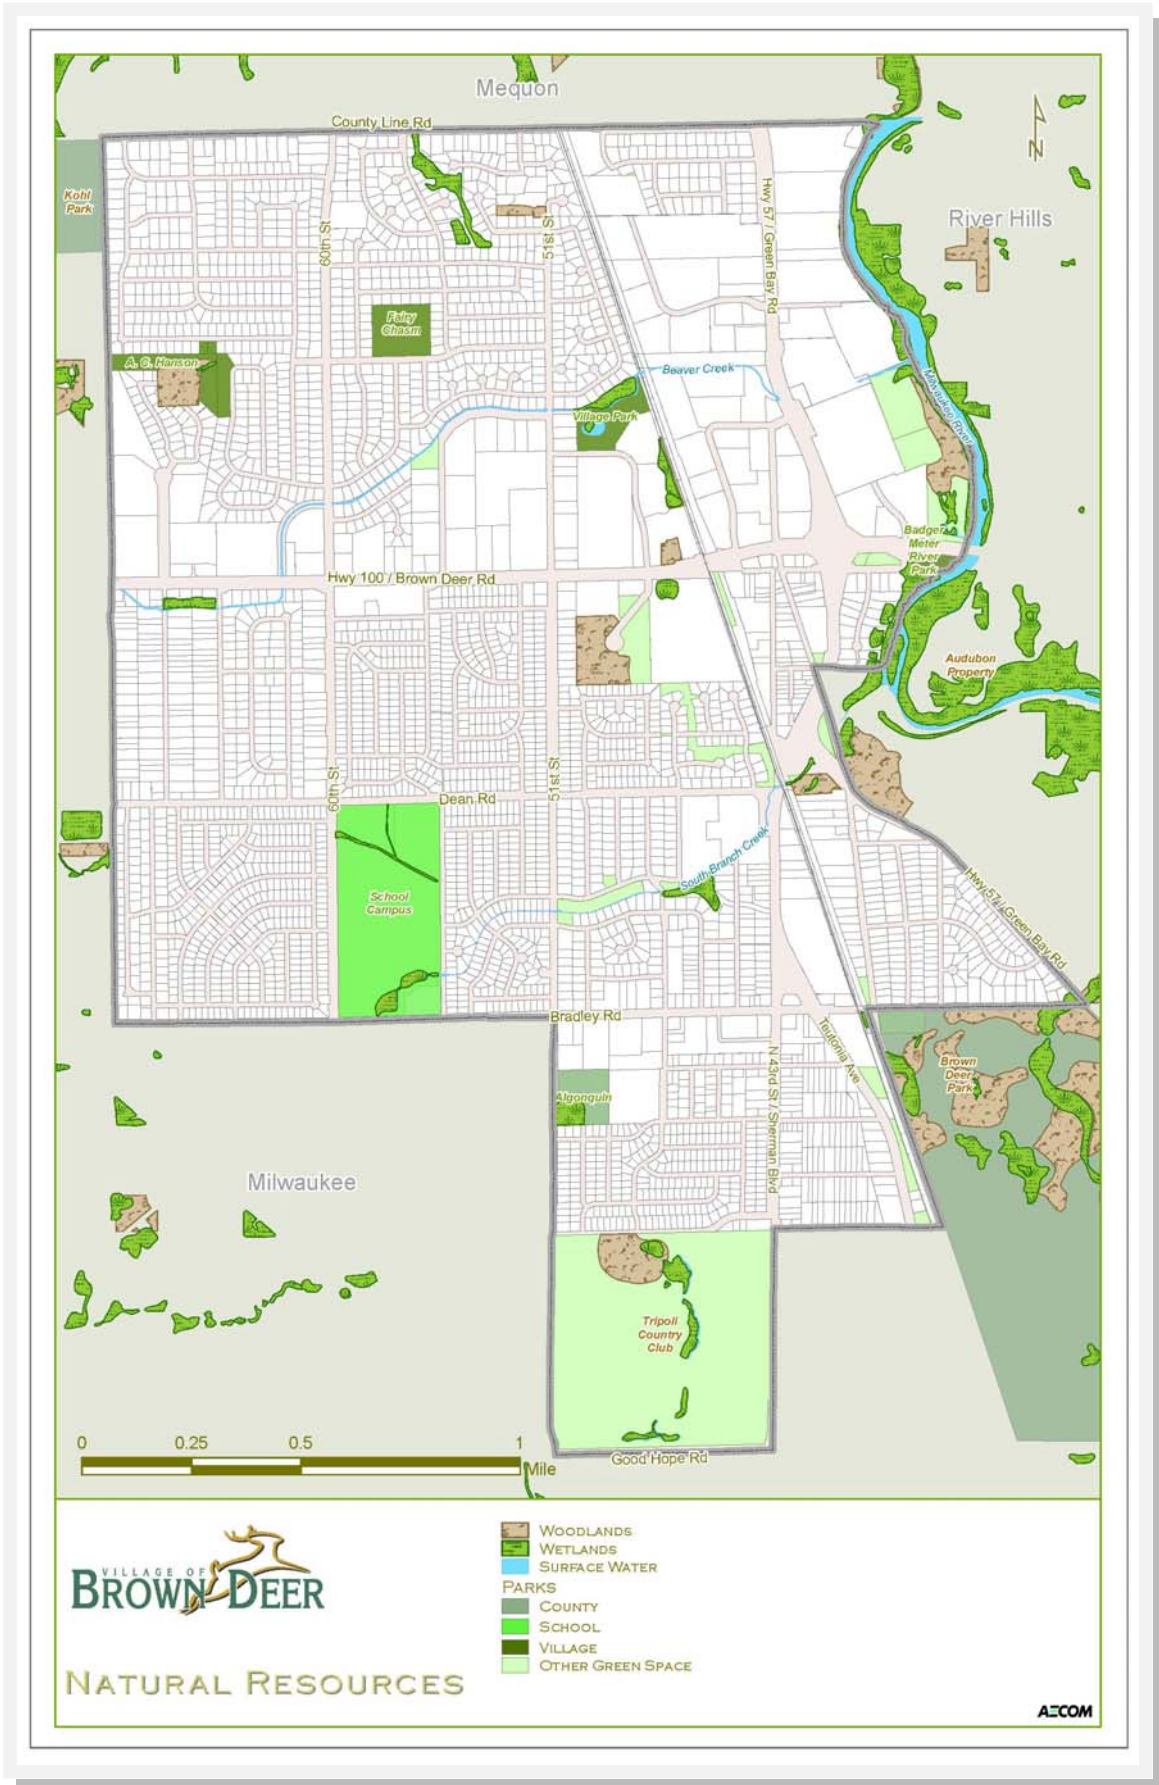 Mequon
County Line Rd
Kohl
Park
River Hills
60th St
51st St
Hwy 57 / Green Bay Rd
Fairy
Chasm
A. C. Hanson
Beaver Creek
Milwaukee River
Village Park
Badger
Meter
River
Park
Hwy 100 / Brown Deer Rd
Audubon
Property
60th St
51st St
Dean Rd
South Branch Creek
School
Campus
Hwy 57 / Green Bay Rd
Bradley Rd
Teutonia Ave
N 43rd St / Sherman Blvd
Brown
Deer
Park
Algonquin
Milwaukee
Tripoli
Country
Club
Good Hope Rd
0 0.25 0.5 1
Mile
N
VILLAGE OF
BROWN DEER
NATURAL RESOURCES
WOODLANDS
WETLANDS
SURFACE WATER
PARKS
COUNTY
SCHOOL
VILLAGE
OTHER GREEN SPACE
AECOM